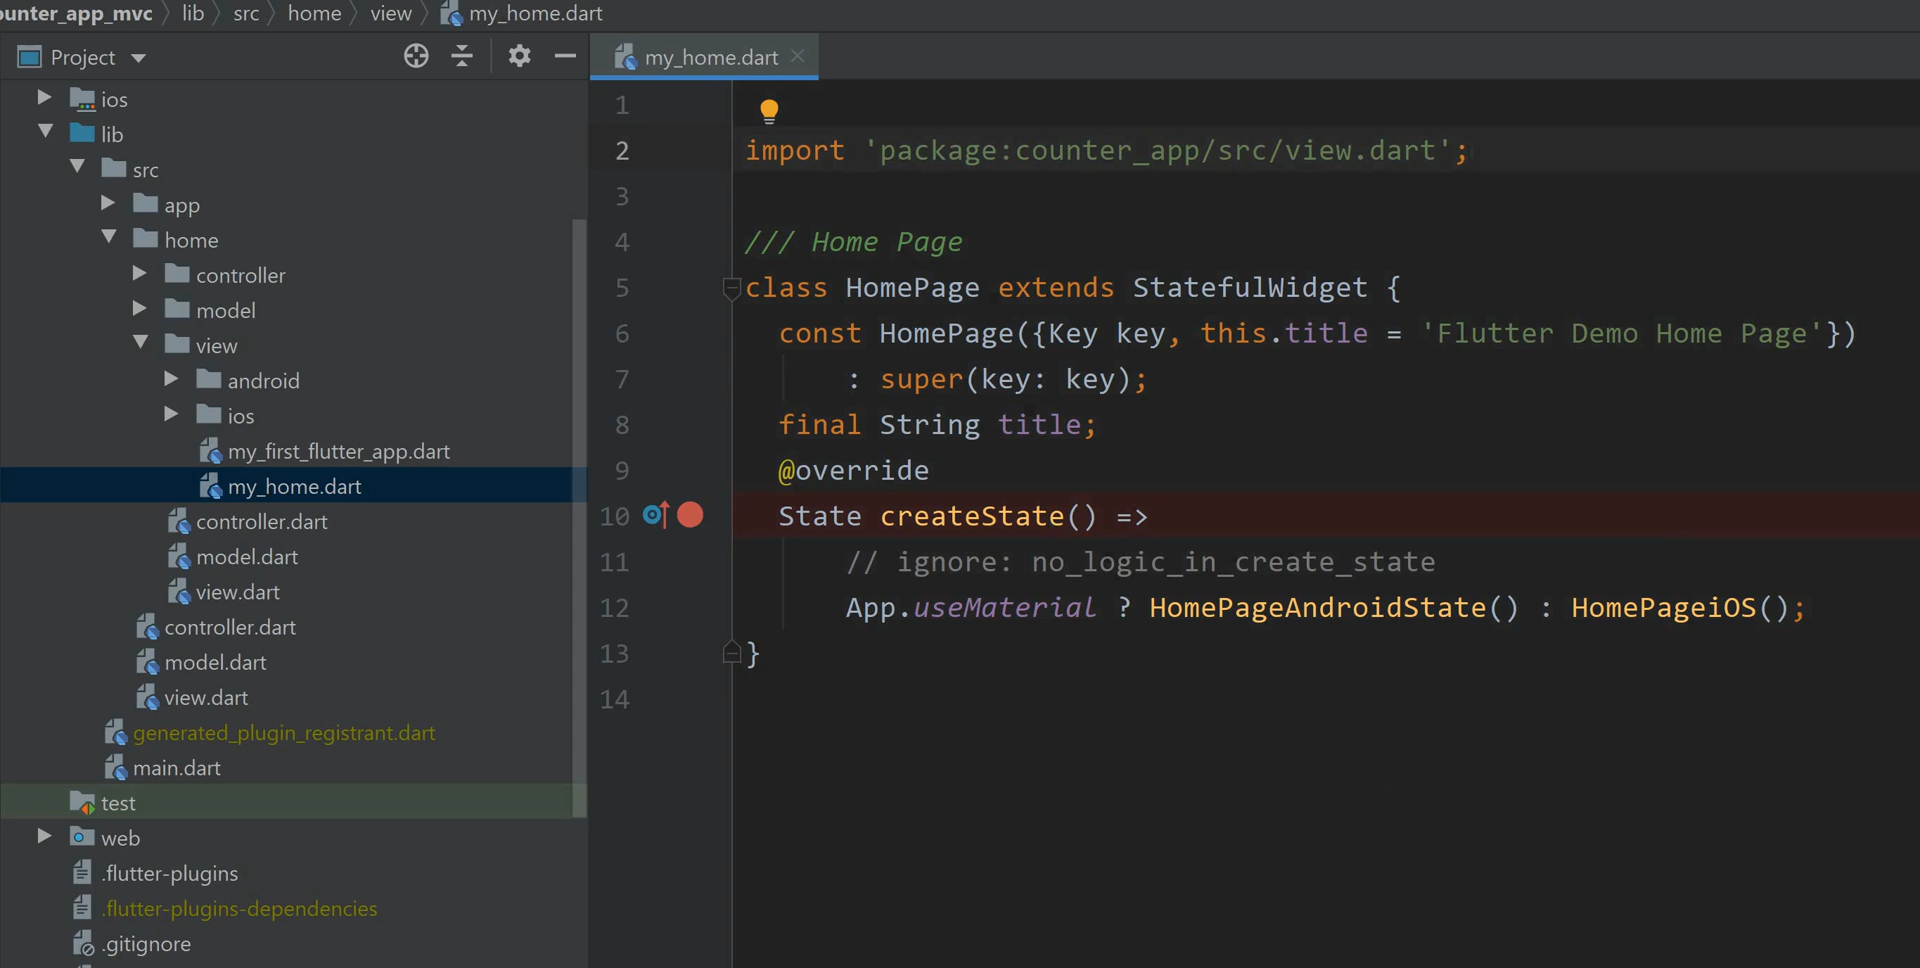 ounter_app_mvc lib src home view my_home.dart
Project
ios
lib
src
app
home
controller
model
view
android
ios
my_first_flutter_app.dart
my_home.dart
controller.dart
model.dart
view.dart
controller.dart
model.dart
view.dart
generated_plugin_registrant.dart
main.dart
test
web
.flutter-plugins
.flutter-plugins-dependencies
.gitignore
my_home.dart
1
2 import 'package:counter_app/src/view.dart';
3
4 /// Home Page
5 class HomePage extends StatefulWidget {
6 const HomePage({Key key, this.title = 'Flutter Demo Home Page'})
7 : super(key: key);
8 final String title;
9 @override
10 State createState() =>
11 // ignore: no_logic_in_create_state
12 App.useMaterial ? HomePageAndroidState() : HomePageiOS();
13 }
14